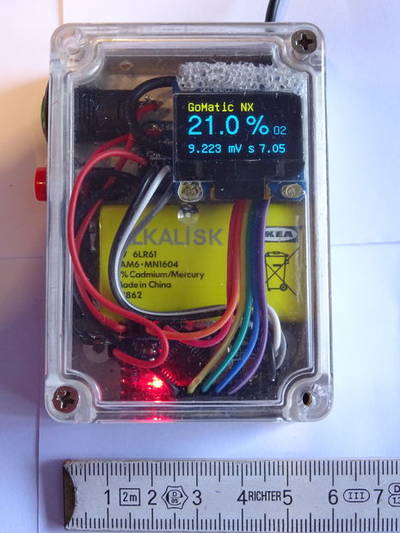 GoMatic NX
21.0 % O2
9.223 mV s 7.05
ALKALISK
IKEA
6LR61
AM6 • MN1604
% Cadmium/Mercury
Made in China
862
1 2m 2 3 4 RICHTER 5 6 III 7